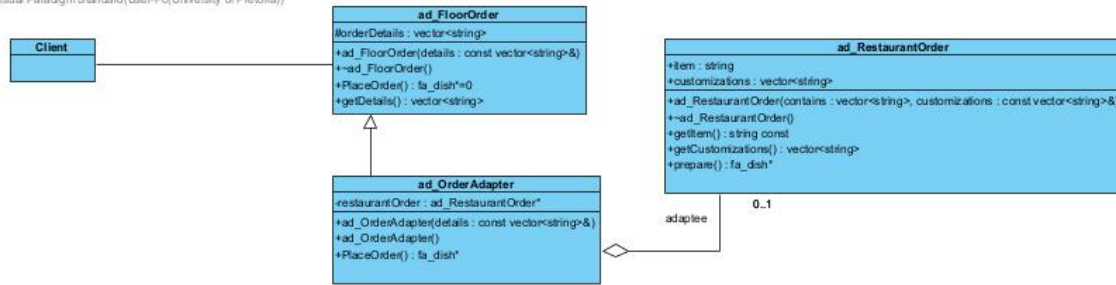 Client
ad_FloorOrder
#orderDetails : vector<string>
+ad_FloorOrder(details : const vector<string>&)
+~ad_FloorOrder()
+PlaceOrder() : fa_dish*=0
+getDetails() : vector<string>
ad_RestaurantOrder
+item : string
+customizations : vector<string>
+ad_RestaurantOrder(contains : vector<string>, customizations : const vector<string>&
+~ad_RestaurantOrder()
+getItem() : string const
+getCustomizations() : vector<string>
+prepare() : fa_dish*
ad_OrderAdapter
-restaurantOrder : ad_RestaurantOrder*
+ad_OrderAdapter(details : const vector<string>&)
+ad_OrderAdapter()
+PlaceOrder() : fa_dish*
adaptee
0..1